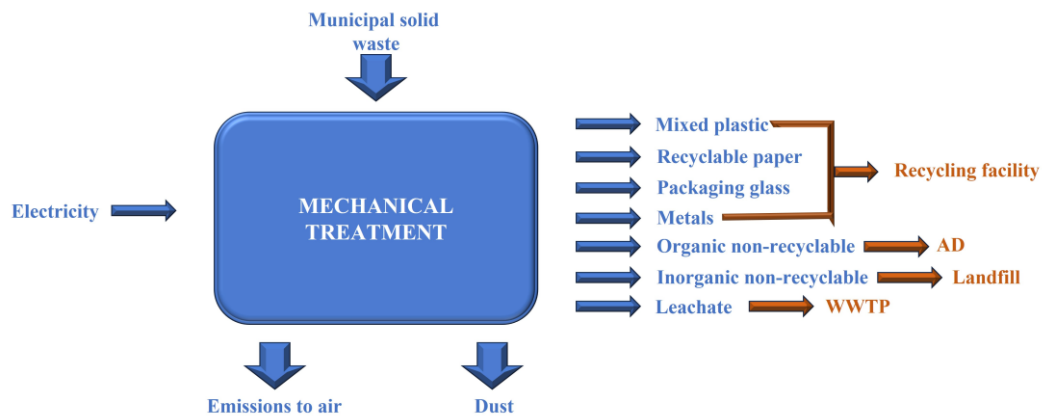 Municipal solid
waste
Mixed plastic
Recyclable paper
Recycling facility
Packaging glass
Electricity
MECHANICAL
TREATMENT
Metals
Organic non-recyclable
AD
Inorganic non-recyclable
Landfill
Leachate
WWTP
Emissions to air
Dust